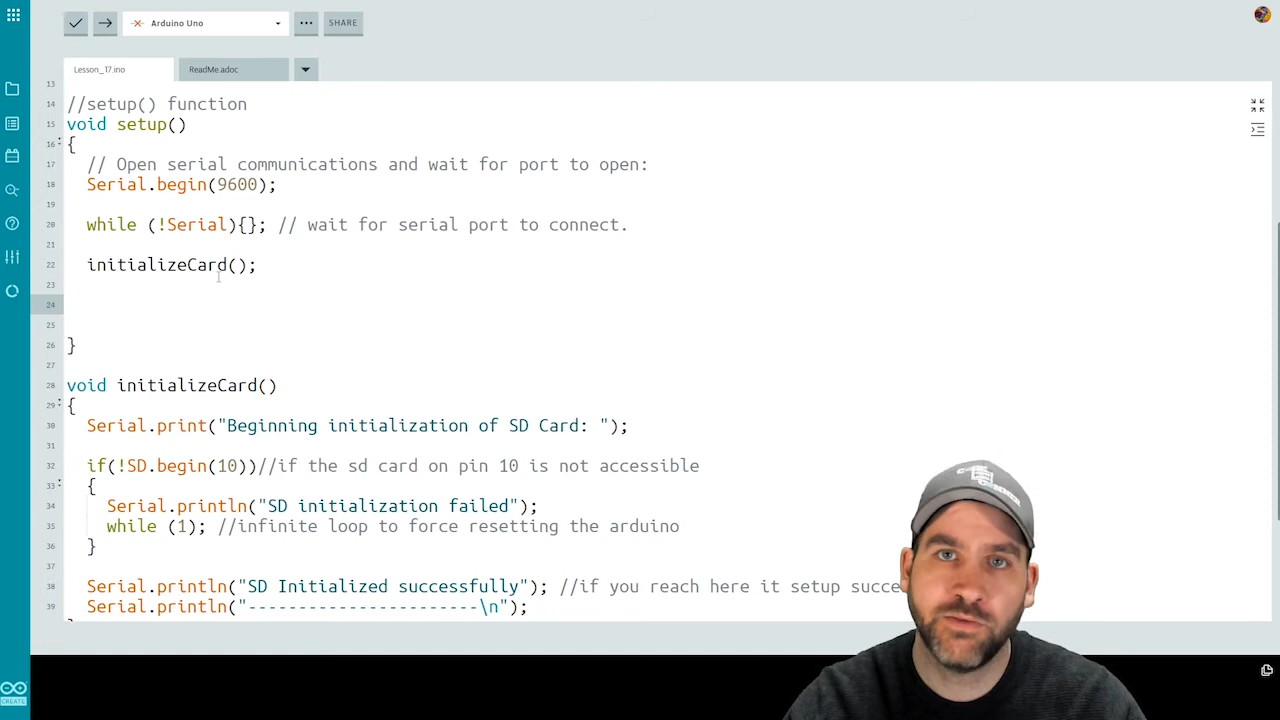 Arduino Uno
SHARE
Lesson_17.ino
ReadMe.adoc
13
14 //setup() function
15 void setup()
16 {
17 // Open serial communications and wait for port to open:
18 Serial.begin(9600);
19
20 while (!Serial){}; // wait for serial port to connect.
21
22 initializeCard();
23
24
25
26 }
27
28 void initializeCard()
29 {
30 Serial.print("Beginning initialization of SD Card: ");
31
32 if(!SD.begin(10))//if the sd card on pin 10 is not accessible
33 {
34 Serial.println("SD initialization failed");
35 while (1); //infinite loop to force resetting the arduino
36 }
37
38 Serial.println("SD Initialized successfully"); //if you reach here it setup succe
39 Serial.println("-----------------------\n");
CREATE